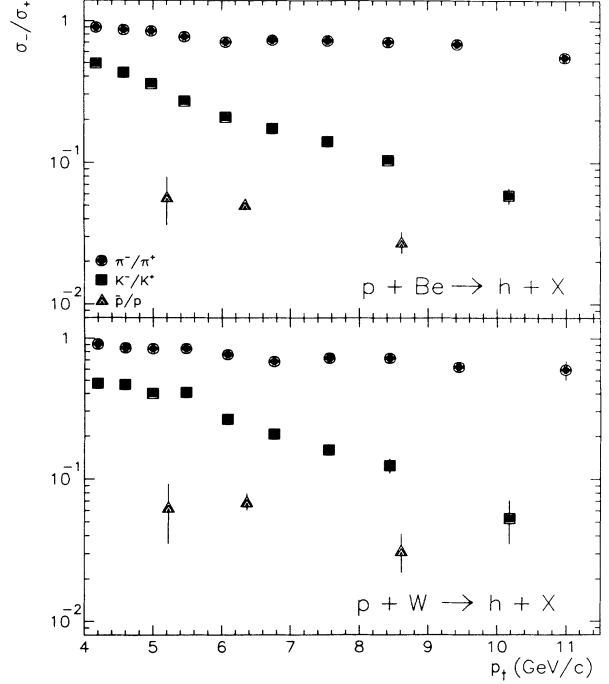 σ₋/σ₊
1
10⁻¹
10⁻²
π⁻/π⁺
K⁻/K⁺
p̄/p
p + Be → h + X
1
10⁻¹
10⁻²
p + W → h + X
4 5 6 7 8 9 10 11
pₜ (GeV/c)